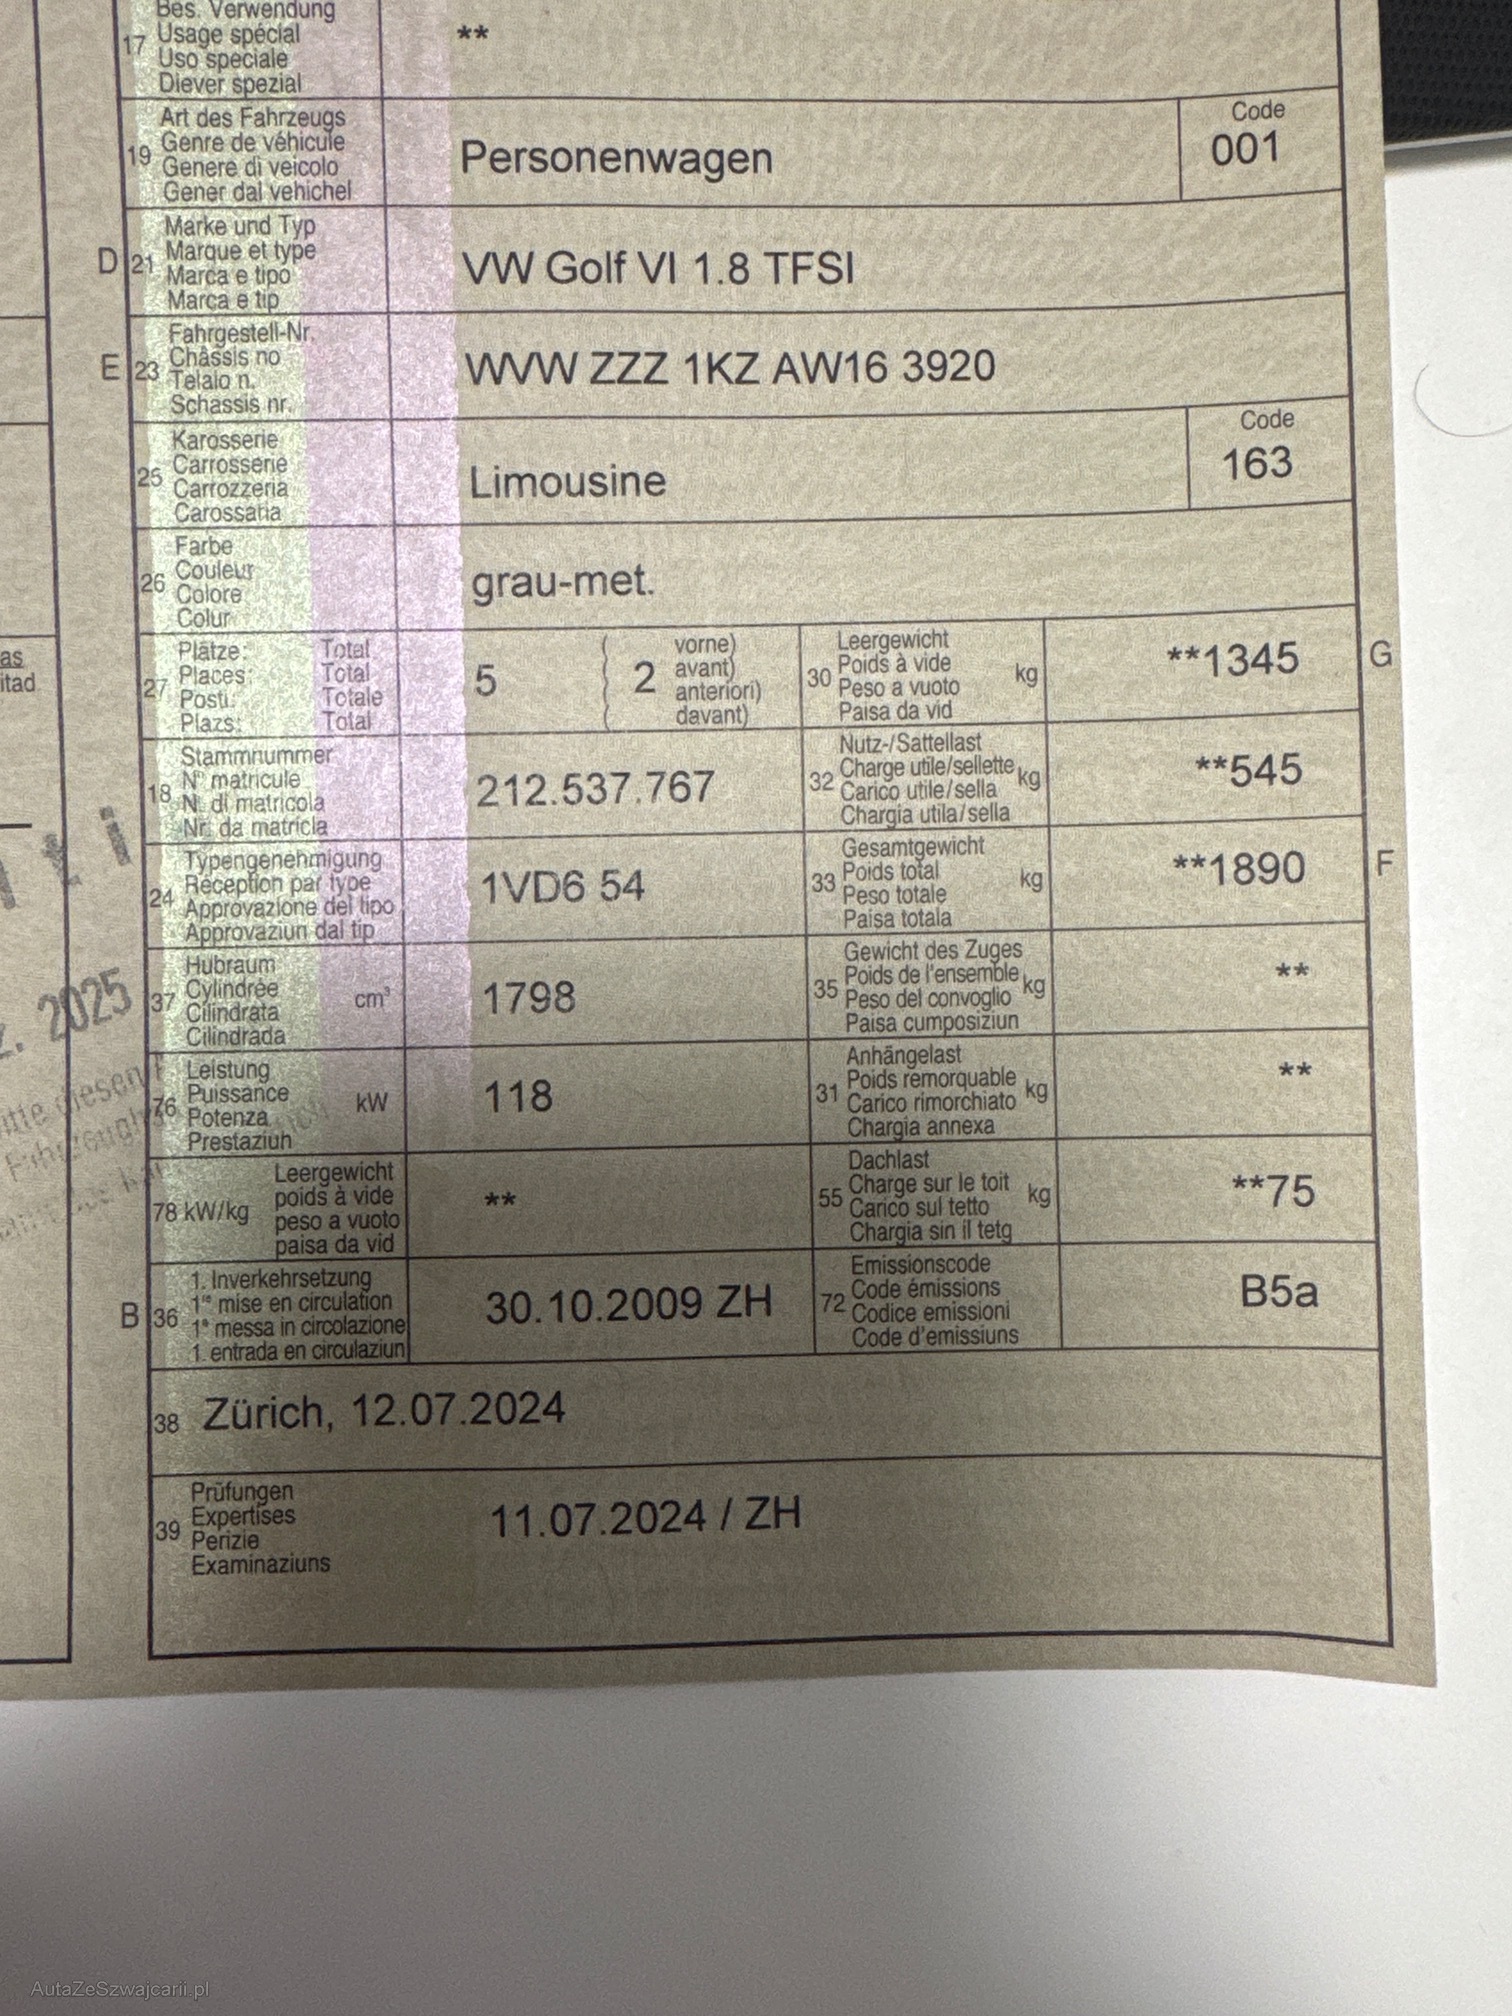 Bes. Verwendung
17 Usage spécial
Uso speciale
Diever spezial
**
Art des Fahrzeugs
19 Genre de véhicule
Genere di veicolo
Gener dal vehichel
Personenwagen
Code
001
D 21 Marke und Typ
Marque et type
Marca e tipo
Marca e tip
VW Golf VI 1.8 TFSI
E 23 Fahrgestell-Nr.
Châssis no
Telaio n.
Schassis nr.
WVW ZZZ 1KZ AW16 3920
25 Karosserie
Carrosserie
Carrozzeria
Carossaria
Limousine
Code
163
26 Farbe
Couleur
Colore
Colur
grau-met.
27 Plätze: Total
Places: Total
Posti: Totale
Plazs: Total
5 ( 2 vorne)
avant)
anteriori)
davant)
30 Leergewicht
Poids à vide kg
Peso a vuoto
Paisa da vid
**1345 G
18 Stammnummer
N° matricule
N. di matricola
Nr. da matricla
212.537.767
32 Nutz-/Sattellast
Charge utile/sellette kg
Carico utile/sella
Chargia utila/sella
**545
24 Typengenehmigung
Réception par type
Approvazione del tipo
Approvaziun dal tip
1VD6 54
33 Gesamtgewicht
Poids total kg
Peso totale
Paisa totala
**1890 F
37 Hubraum
Cylindrée cm³
Cilindrata
Cilindrada
1798
35 Gewicht des Zuges
Poids de l'ensemble kg
Peso del convoglio
Paisa cumposiziun
**
76 Leistung
Puissance kW
Potenza
Prestaziun
118
31 Anhängelast
Poids remorquable kg
Carico rimorchiato
Chargia annexa
**
78 kW/kg Leergewicht
poids à vide
peso a vuoto
paisa da vid
**
55 Dachlast
Charge sur le toit kg
Carico sul tetto
Chargia sin il tetg
**75
B 36 1. Inverkehrsetzung
1re mise en circulation
1a messa in circolazione
1. entrada en circulaziun
30.10.2009 ZH
72 Emissionscode
Code émissions
Codice emissioni
Code d'emissiuns
B5a
38 Zürich, 12.07.2024
39 Prüfungen
Expertises
Perizie
Examinaziuns
11.07.2024 / ZH
as
itad
2025
diesen
AutaZeSzwajcarii.pl